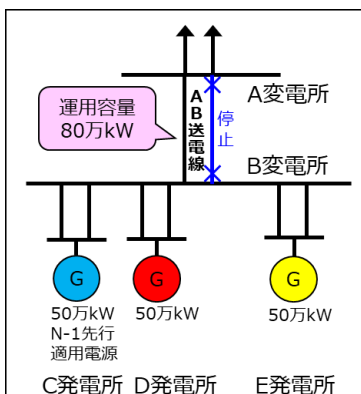 A変電所
運用容量
80万kW
AB送電線
停止
B変電所
G
G
G
50万kW
N-1先行
適用電源
50万kW
50万kW
C発電所
D発電所
E発電所